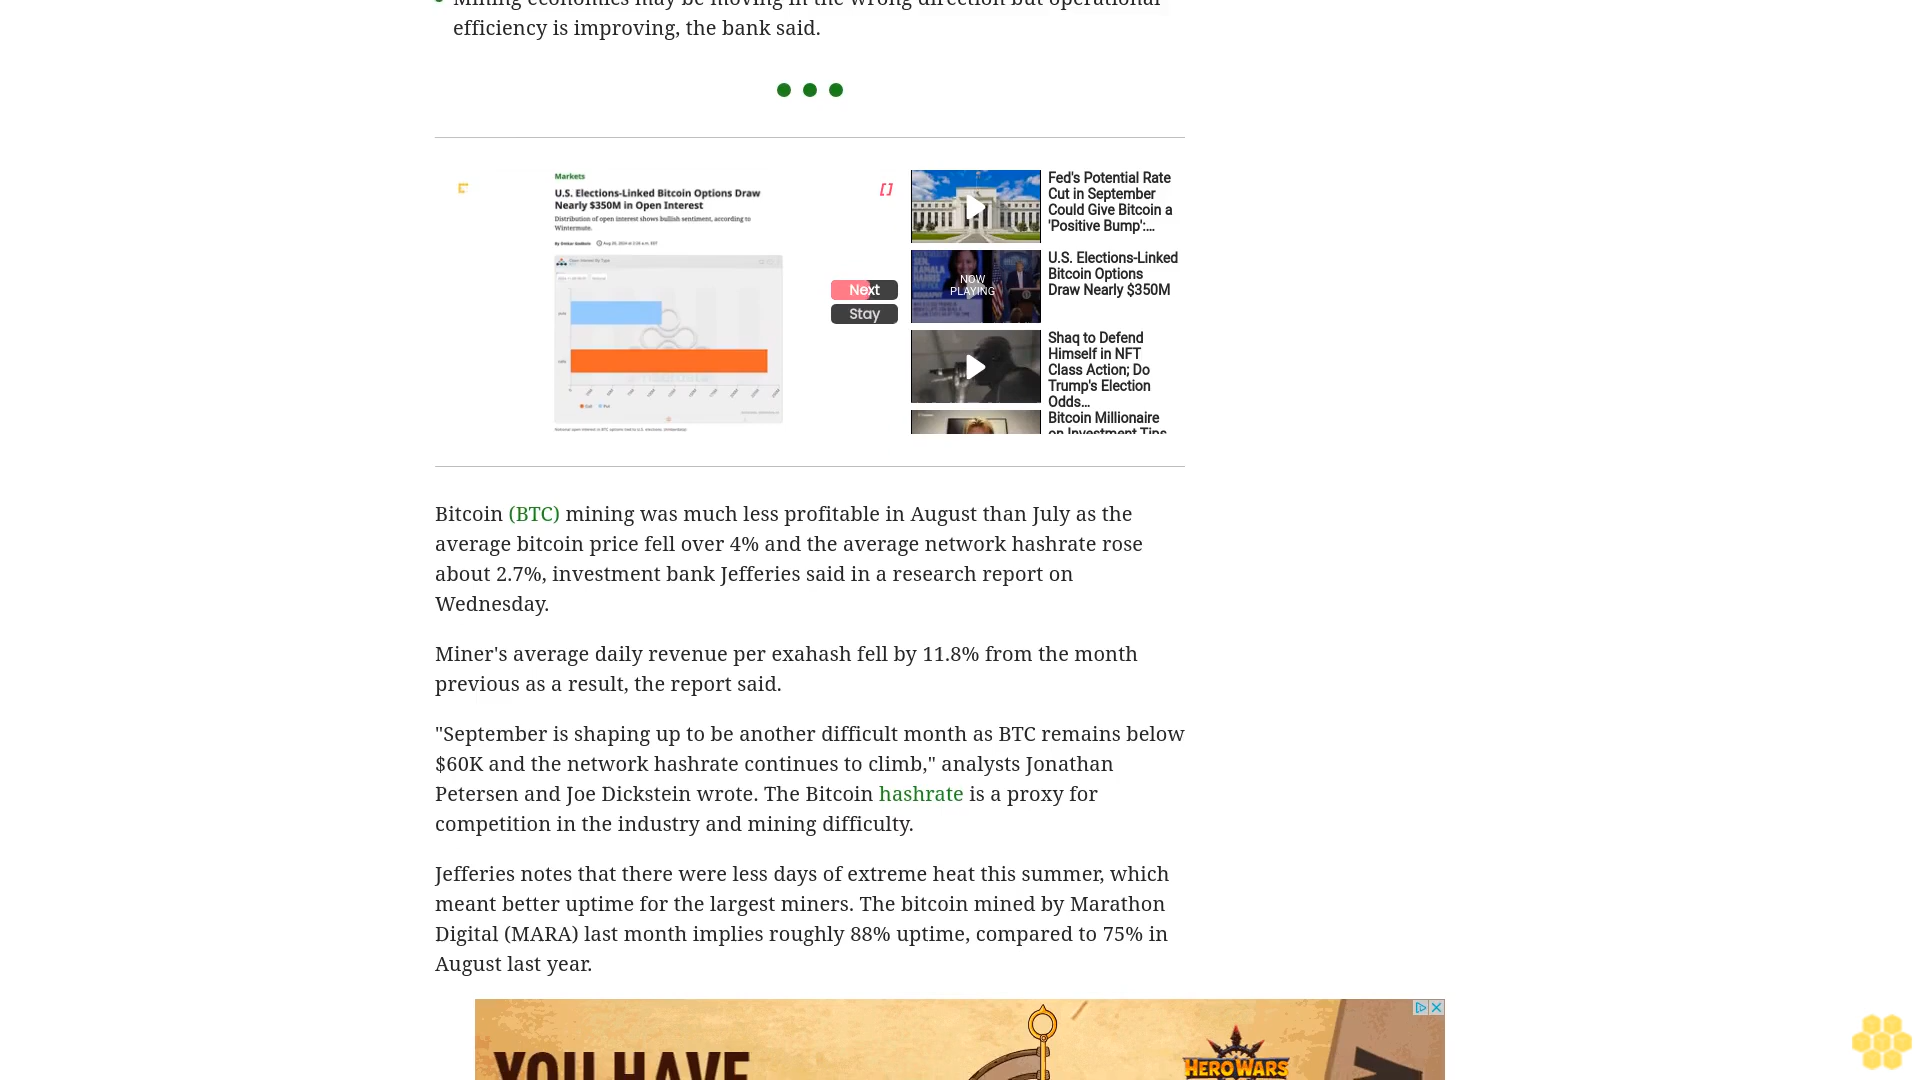 Mining economics may be moving in the wrong direction but operational
efficiency is improving, the bank said.
Markets
U.S. Elections-Linked Bitcoin Options Draw
Nearly $350M in Open Interest
Distribution of open interest shows bullish sentiment, according to
Wintermute.
Next
Stay
Fed's Potential Rate
Cut in September
Could Give Bitcoin a
'Positive Bump':...
NOW
PLAYING
U.S. Elections-Linked
Bitcoin Options
Draw Nearly $350M
Shaq to Defend
Himself in NFT
Class Action; Do
Trump's Election
Odds...
Bitcoin Millionaire
on Investment Tips
Bitcoin (BTC) mining was much less profitable in August than July as the
average bitcoin price fell over 4% and the average network hashrate rose
about 2.7%, investment bank Jefferies said in a research report on
Wednesday.
Miner's average daily revenue per exahash fell by 11.8% from the month
previous as a result, the report said.
"September is shaping up to be another difficult month as BTC remains below
$60K and the network hashrate continues to climb," analysts Jonathan
Petersen and Joe Dickstein wrote. The Bitcoin hashrate is a proxy for
competition in the industry and mining difficulty.
Jefferies notes that there were less days of extreme heat this summer, which
meant better uptime for the largest miners. The bitcoin mined by Marathon
Digital (MARA) last month implies roughly 88% uptime, compared to 75% in
August last year.
YOU HAVE
HERO WARS